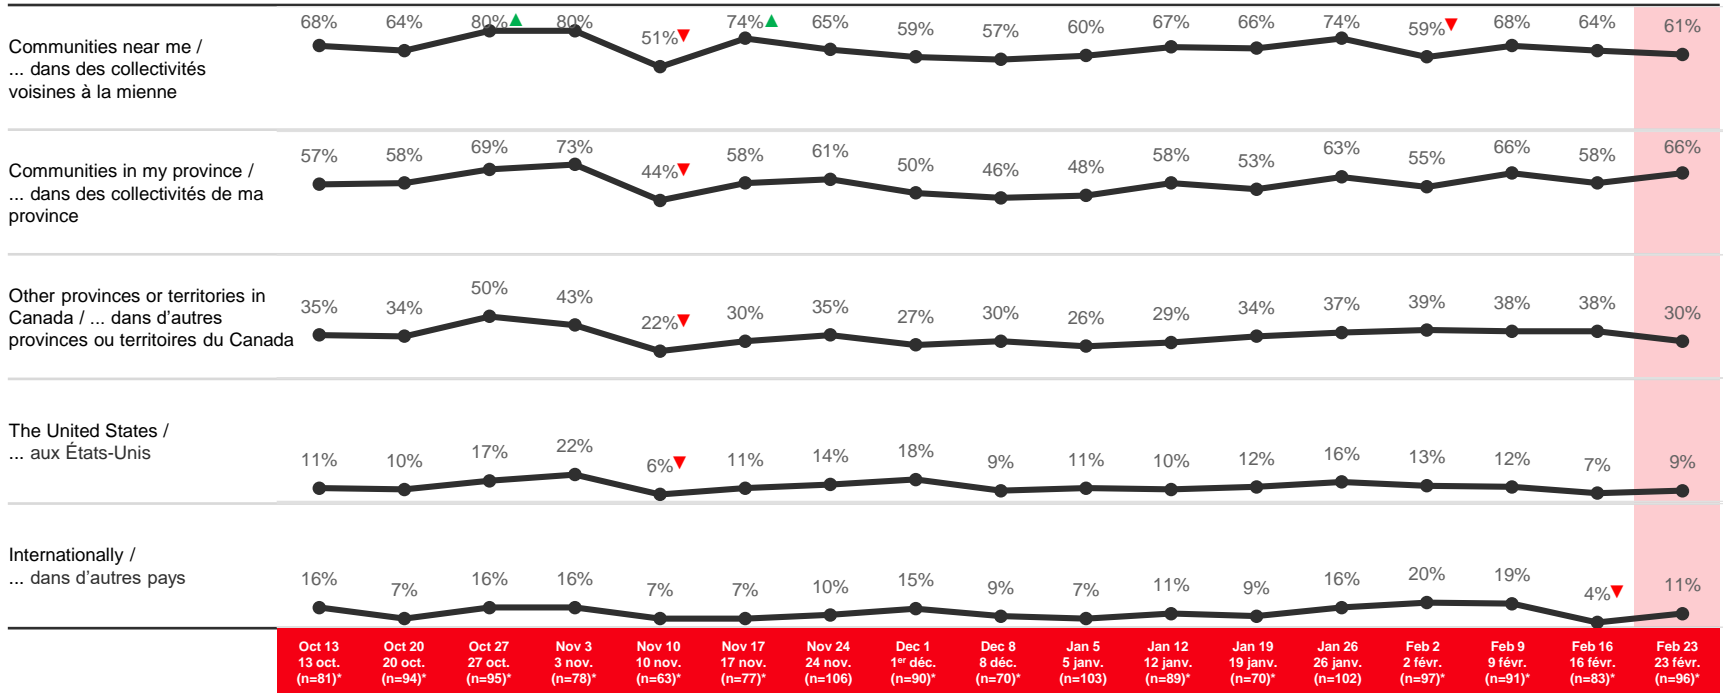 68% 64% 80% 80% 51% 74% 65% 59% 57% 60% 67% 66% 74% 59% 68% 64% 61%
Communities near me /
... dans des collectivités
voisines à la mienne
57% 58% 69% 73% 44% 58% 61% 50% 46% 48% 58% 53% 63% 55% 66% 58% 66%
Communities in my province /
... dans des collectivités de ma
province
35% 34% 50% 43% 22% 30% 35% 27% 30% 26% 29% 34% 37% 39% 38% 38% 30%
Other provinces or territories in
Canada / ... dans d’autres
provinces ou territoires du Canada
11% 10% 17% 22% 6% 11% 14% 18% 9% 11% 10% 12% 16% 13% 12% 7% 9%
The United States /
... aux États-Unis
16% 7% 16% 16% 7% 7% 10% 15% 9% 7% 11% 9% 16% 20% 19% 4% 11%
Internationally /
... dans d’autres pays
Oct 13 Oct 20 Oct 27 Nov 3 Nov 10 Nov 17 Nov 24 Dec 1 Dec 8 Jan 5 Jan 12 Jan 19 Jan 26 Feb 2 Feb 9 Feb 16 Feb 23
13 oct. 20 oct. 27 oct. 3 nov. 10 nov. 17 nov. 24 nov. 1er déc. 8 déc. 5 janv. 12 janv. 19 janv. 26 janv. 2 févr. 9 févr. 16 févr. 23 févr.
(n=81)* (n=94)* (n=95)* (n=78)* (n=63)* (n=77)* (n=106) (n=90)* (n=70)* (n=103) (n=89)* (n=70)* (n=102) (n=97)* (n=91)* (n=83)* (n=96)*